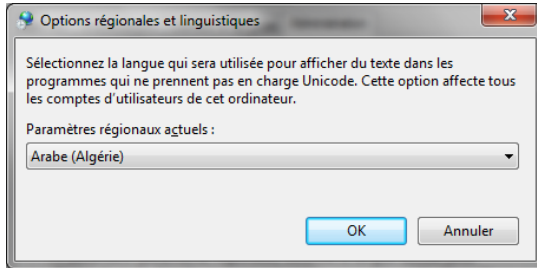 Options régionales et linguistiques
Sélectionnez la langue qui sera utilisée pour afficher du texte dans les
programmes qui ne prennent pas en charge Unicode. Cette option affecte tous
les comptes d'utilisateurs de cet ordinateur.
Paramètres régionaux actuels :
Arabe (Algérie)
OK Annuler